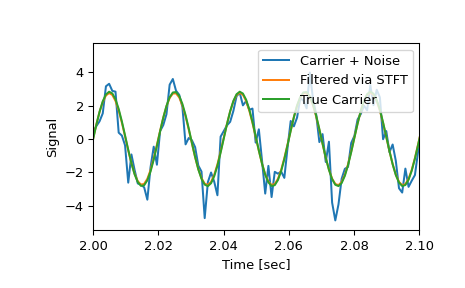 Carrier + Noise
Filtered via STFT
True Carrier
4
2
0
−2
−4
Signal
2.00 2.02 2.04 2.06 2.08 2.10
Time [sec]